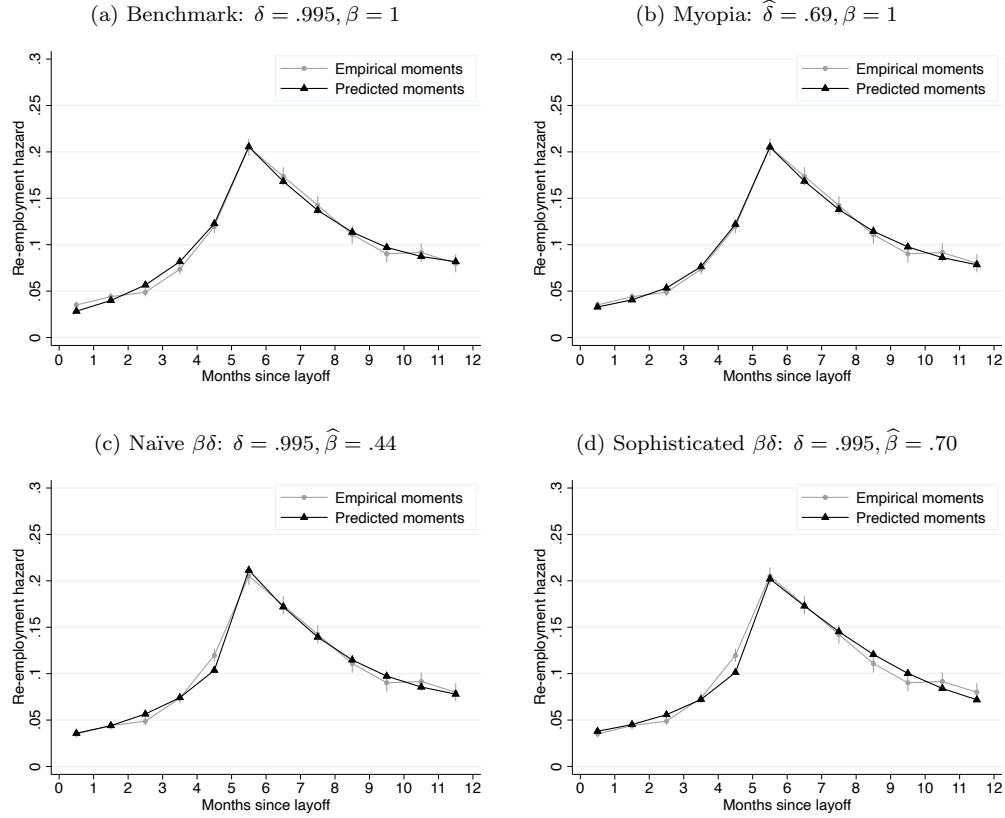 (a) Benchmark: δ = .995, β = 1
.3
.25
.2
.15
.1
.05
0
Re-employment hazard
Empirical moments
Predicted moments
0 1 2 3 4 5 6 7 8 9 10 11 12
Months since layoff
(b) Myopia: δ̂ = .69, β = 1
.3
.25
.2
.15
.1
.05
0
Re-employment hazard
Empirical moments
Predicted moments
0 1 2 3 4 5 6 7 8 9 10 11 12
Months since layoff
(c) Naïve βδ: δ = .995, β̂ = .44
.3
.25
.2
.15
.1
.05
0
Re-employment hazard
Empirical moments
Predicted moments
0 1 2 3 4 5 6 7 8 9 10 11 12
Months since layoff
(d) Sophisticated βδ: δ = .995, β̂ = .70
.3
.25
.2
.15
.1
.05
0
Re-employment hazard
Empirical moments
Predicted moments
0 1 2 3 4 5 6 7 8 9 10 11 12
Months since layoff